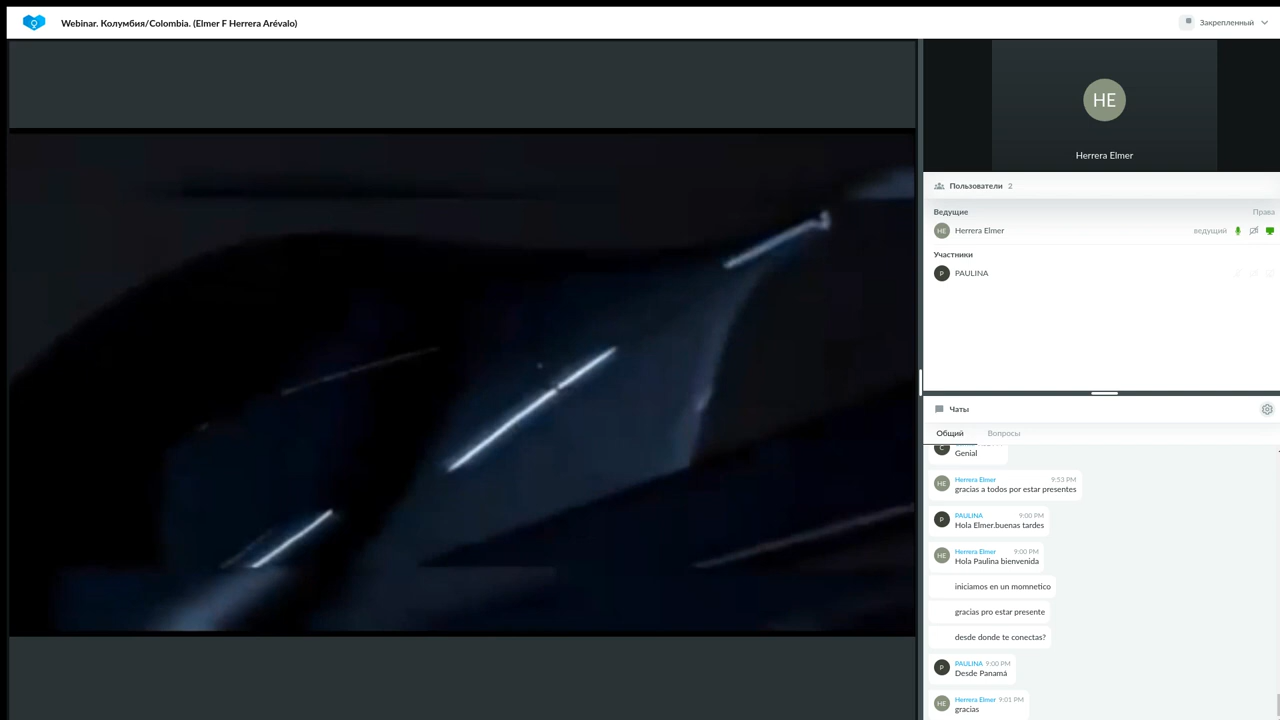 Webinar. Колумбия/Colombia. (Elmer F Herrera Arévalo)
Закрепленный
HE
Herrera Elmer
Пользователи 2
Ведущие Права
HE Herrera Elmer ведущий
Участники
P PAULINA
Чаты
Общий Вопросы
Genial
Herrera Elmer 9:53 PM
HE gracias a todos por estar presentes
PAULINA 9:00 PM
P Hola Elmer.buenas tardes
Herrera Elmer 9:00 PM
HE Hola Paulina bienvenida
iniciamos en un momnetico
gracias pro estar presente
desde donde te conectas?
PAULINA 9:00 PM
P Desde Panamá
Herrera Elmer 9:01 PM
HE gracias